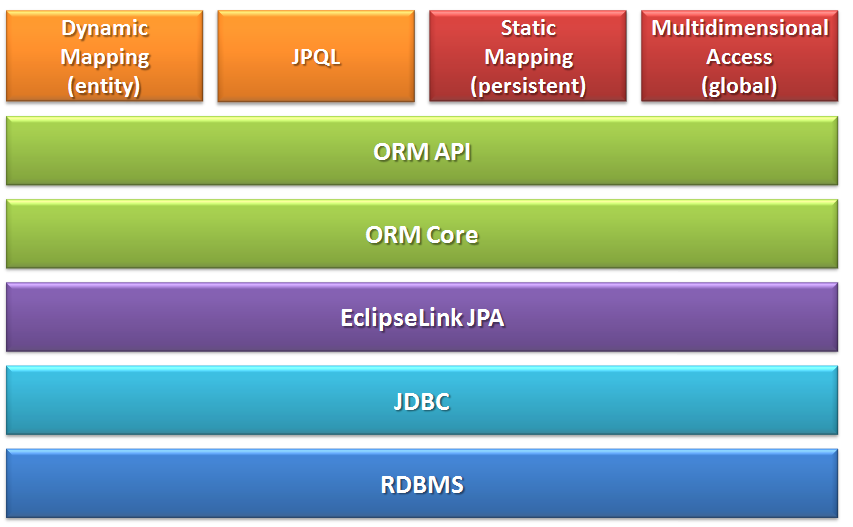 Dynamic
Mapping
(entity)
JPQL
Static
Mapping
(persistent)
Multidimensional
Access
(global)
ORM API
ORM Core
EclipseLink JPA
JDBC
RDBMS